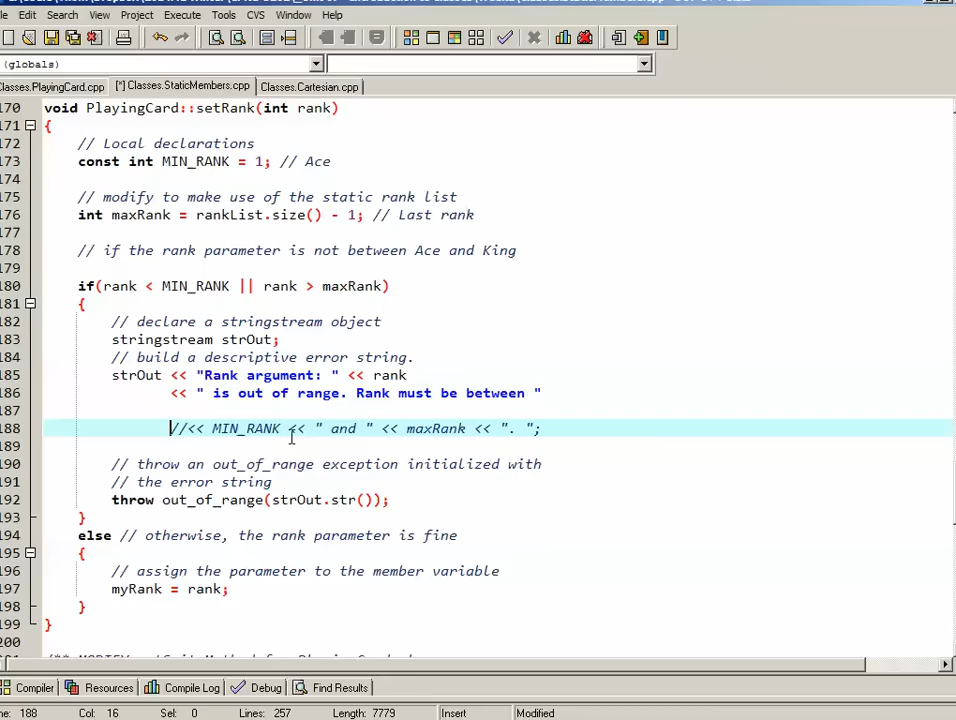 Edit Search View Project Execute Tools CVS Window Help
(globals)
Classes.PlayingCard.cpp [*] Classes.StaticMembers.cpp Classes.Cartesian.cpp
170 void PlayingCard::setRank(int rank)
171 {
172 // Local declarations
173 const int MIN_RANK = 1; // Ace
174
175 // modify to make use of the static rank list
176 int maxRank = rankList.size() - 1; // Last rank
177
178 // if the rank parameter is not between Ace and King
179
180 if(rank < MIN_RANK || rank > maxRank)
181 {
182 // declare a stringstream object
183 stringstream strOut;
184 // build a descriptive error string.
185 strOut << "Rank argument: " << rank
186 << " is out of range. Rank must be between "
187
188 //<< MIN_RANK << " and " << maxRank << ". ";
189
190 // throw an out_of_range exception initialized with
191 // the error string
192 throw out_of_range(strOut.str());
193 }
194 else // otherwise, the rank parameter is fine
195 {
196 // assign the parameter to the member variable
197 myRank = rank;
198 }
199 }
200
Compiler Resources Compile Log Debug Find Results
ne: 188 Col: 16 Sel: 0 Lines: 257 Length: 7779 Insert Modified